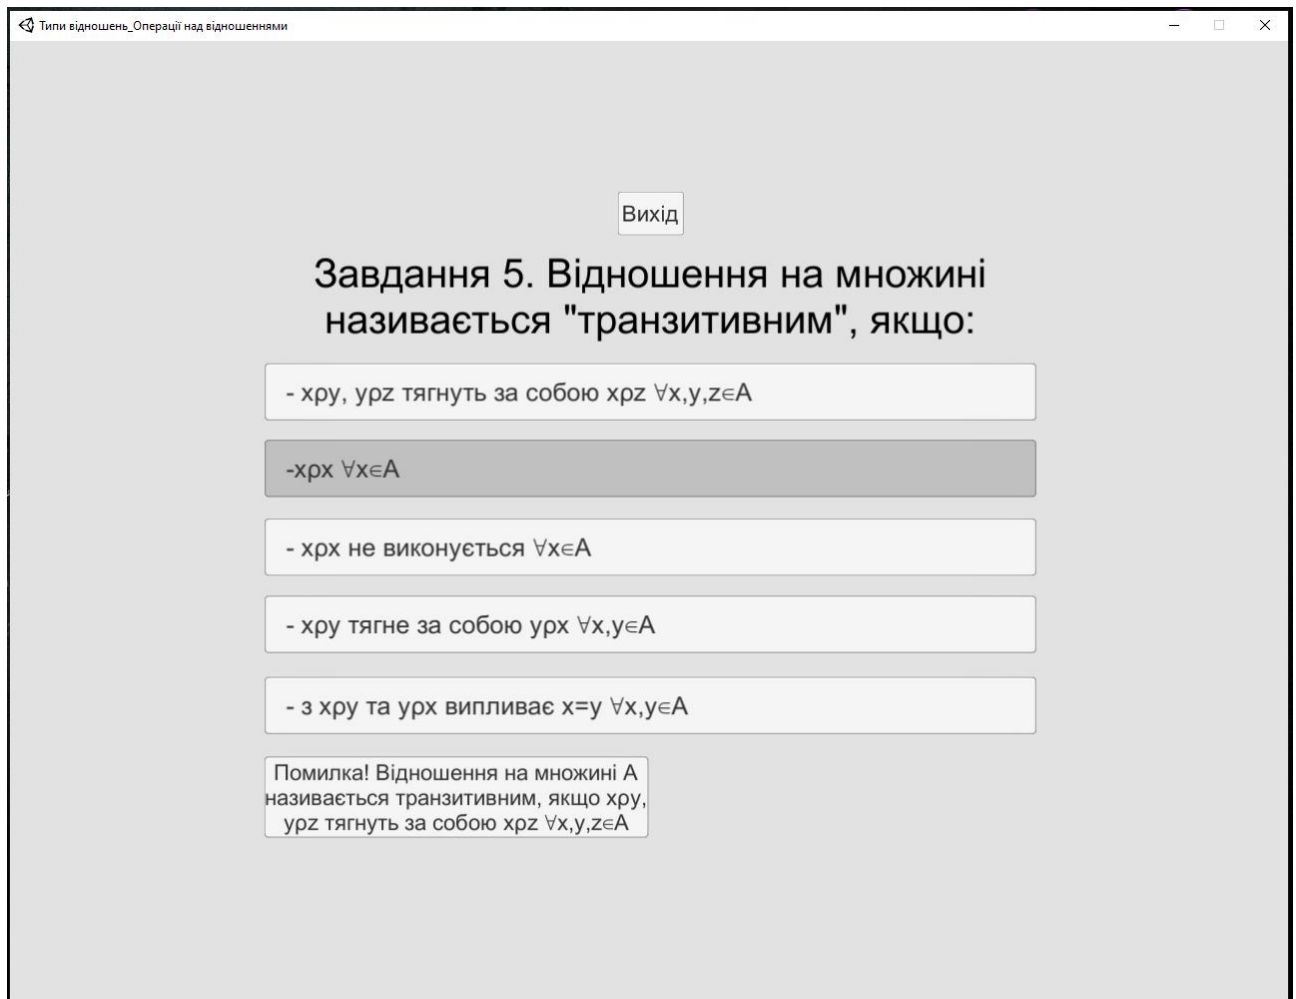 Типи відношень_Операції над відношеннями
Вихід
Завдання 5. Відношення на множині
називається "транзитивним", якщо:
- xρy, yρz тягнуть за собою xρz ∀x,y,z∈A
-xρx ∀x∈A
- xρx не виконується ∀x∈A
- xρy тягне за собою yρx ∀x,y∈A
- з xρy та yρx випливає x=y ∀x,y∈A
Помилка! Відношення на множині A
називається транзитивним, якщо xρy,
yρz тягнуть за собою xρz ∀x,y,z∈A